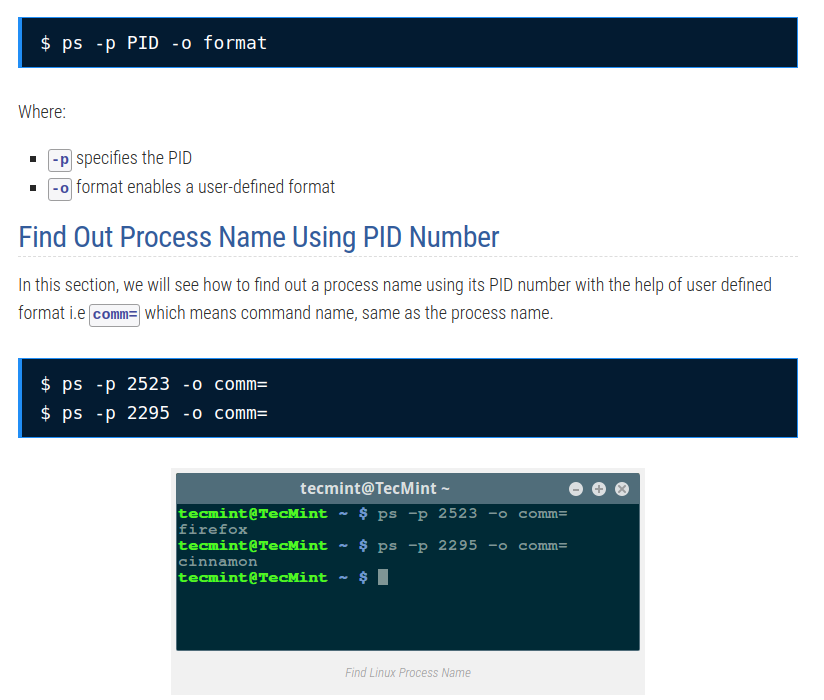 $ ps -p PID -o format
Where:
-p specifies the PID
-o format enables a user-defined format
Find Out Process Name Using PID Number
In this section, we will see how to find out a process name using its PID number with the help of user defined
format i.e comm= which means command name, same as the process name.
$ ps -p 2523 -o comm=
$ ps -p 2295 -o comm=
tecmint@TecMint ~
tecmint@TecMint ~ $ ps -p 2523 -o comm=
firefox
tecmint@TecMint ~ $ ps -p 2295 -o comm=
cinnamon
tecmint@TecMint ~ $
Find Linux Process Name